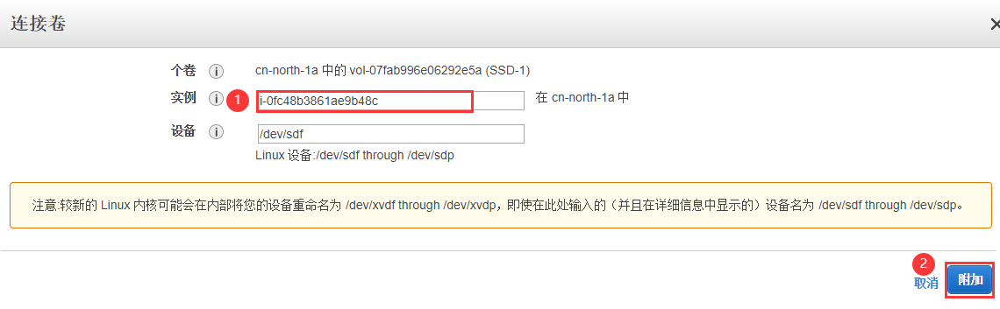 连接卷
个卷 i cn-north-1a 中的 vol-07fab996e06292e5a (SSD-1)
实例 i 1 i-0fc48b3861ae9b48c 在 cn-north-1a 中
设备 i /dev/sdf
Linux 设备:/dev/sdf through /dev/sdp
注意:较新的 Linux 内核可能会在内部将您的设备重命名为 /dev/xvdf through /dev/xvdp，即使在此处输入的（并且在详细信息中显示的）设备名为 /dev/sdf through /dev/sdp。
2
取消 附加